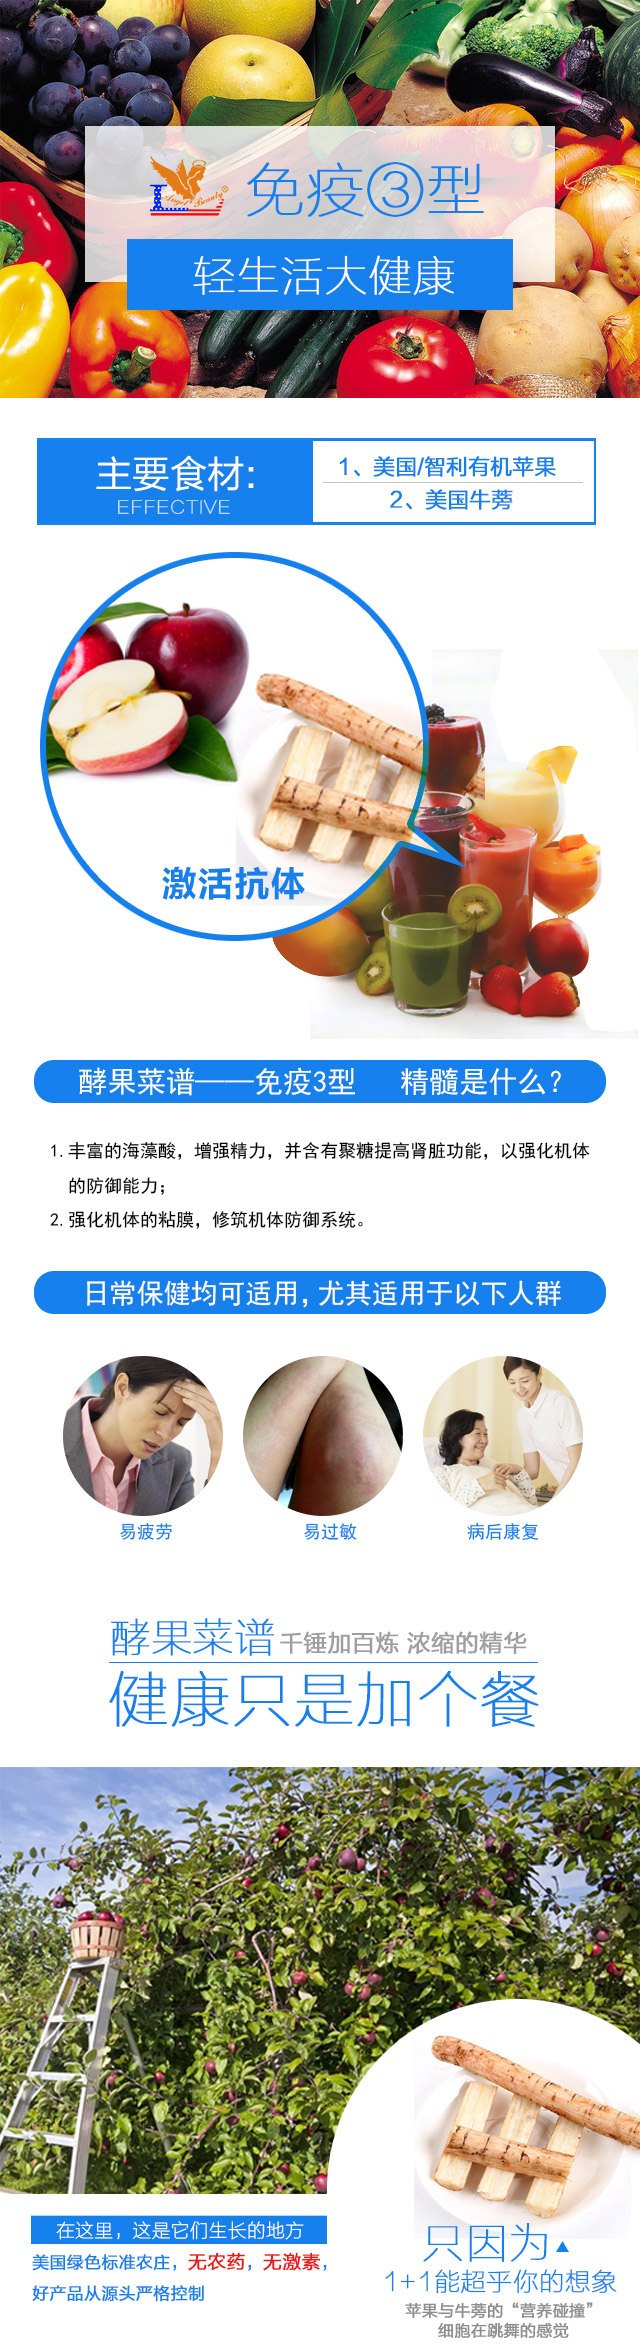 Angel Beauty®
免疫③型
轻生活大健康
主要食材:
EFFECTIVE
1、美国/智利有机苹果
2、美国牛蒡
激活抗体
酵果菜谱——免疫3型 精髓是什么?
1.丰富的海藻酸，增强精力，并含有聚糖提高肾脏功能，以强化机体
的防御能力；
2.强化机体的粘膜，修筑机体防御系统。
日常保健均可适用，尤其适用于以下人群
易疲劳 易过敏 病后康复
酵果菜谱 千锤加百炼 浓缩的精华
健康只是加个餐
在这里，这是它们生长的地方
美国绿色标准农庄，无农药，无激素，
好产品从源头严格控制
只因为
1+1能超乎你的想象
苹果与牛蒡的“营养碰撞”
细胞在跳舞的感觉